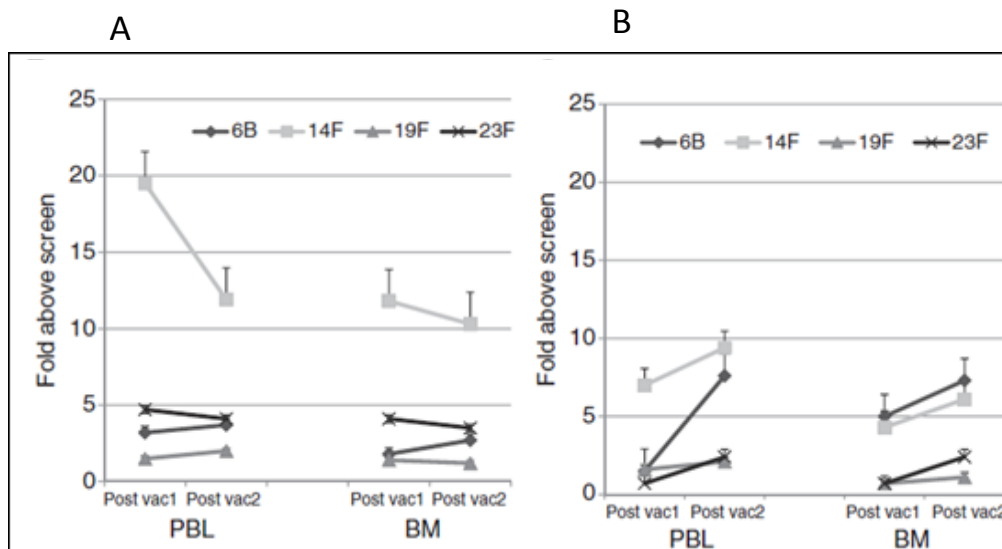 A
B
25
20
15
10
5
0
Fold above screen
6B 14F 19F 23F
Post vac1 Post vac2 Post vac1 Post vac2
PBL BM
25
20
15
10
5
0
Fold above screen
6B 14F 19F 23F
Post vac1 Post vac2 Post vac1 Post vac2
PBL BM